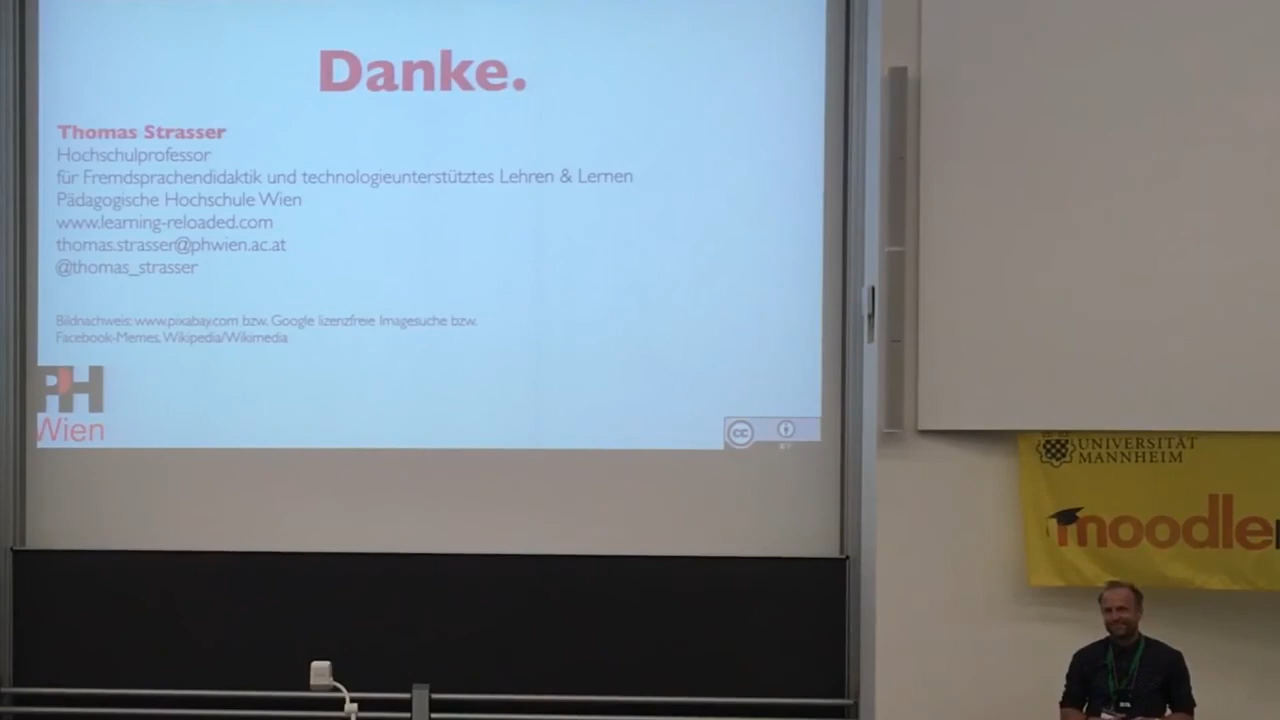 Danke.
Thomas Strasser
Hochschulprofessor
für Fremdsprachendidaktik und technologieunterstütztes Lehren & Lernen
Pädagogische Hochschule Wien
www.learning-reloaded.com
thomas.strasser@phwien.ac.at
@thomas_strasser
Bildnachweis: www.pixabay.com bzw. Google lizenzfreie Imagesuche bzw.
Facebook-Memes, Wikipedia/Wikimedia
PH
Wien
cc
BY
UNIVERSITÄT
MANNHEIM
moodle